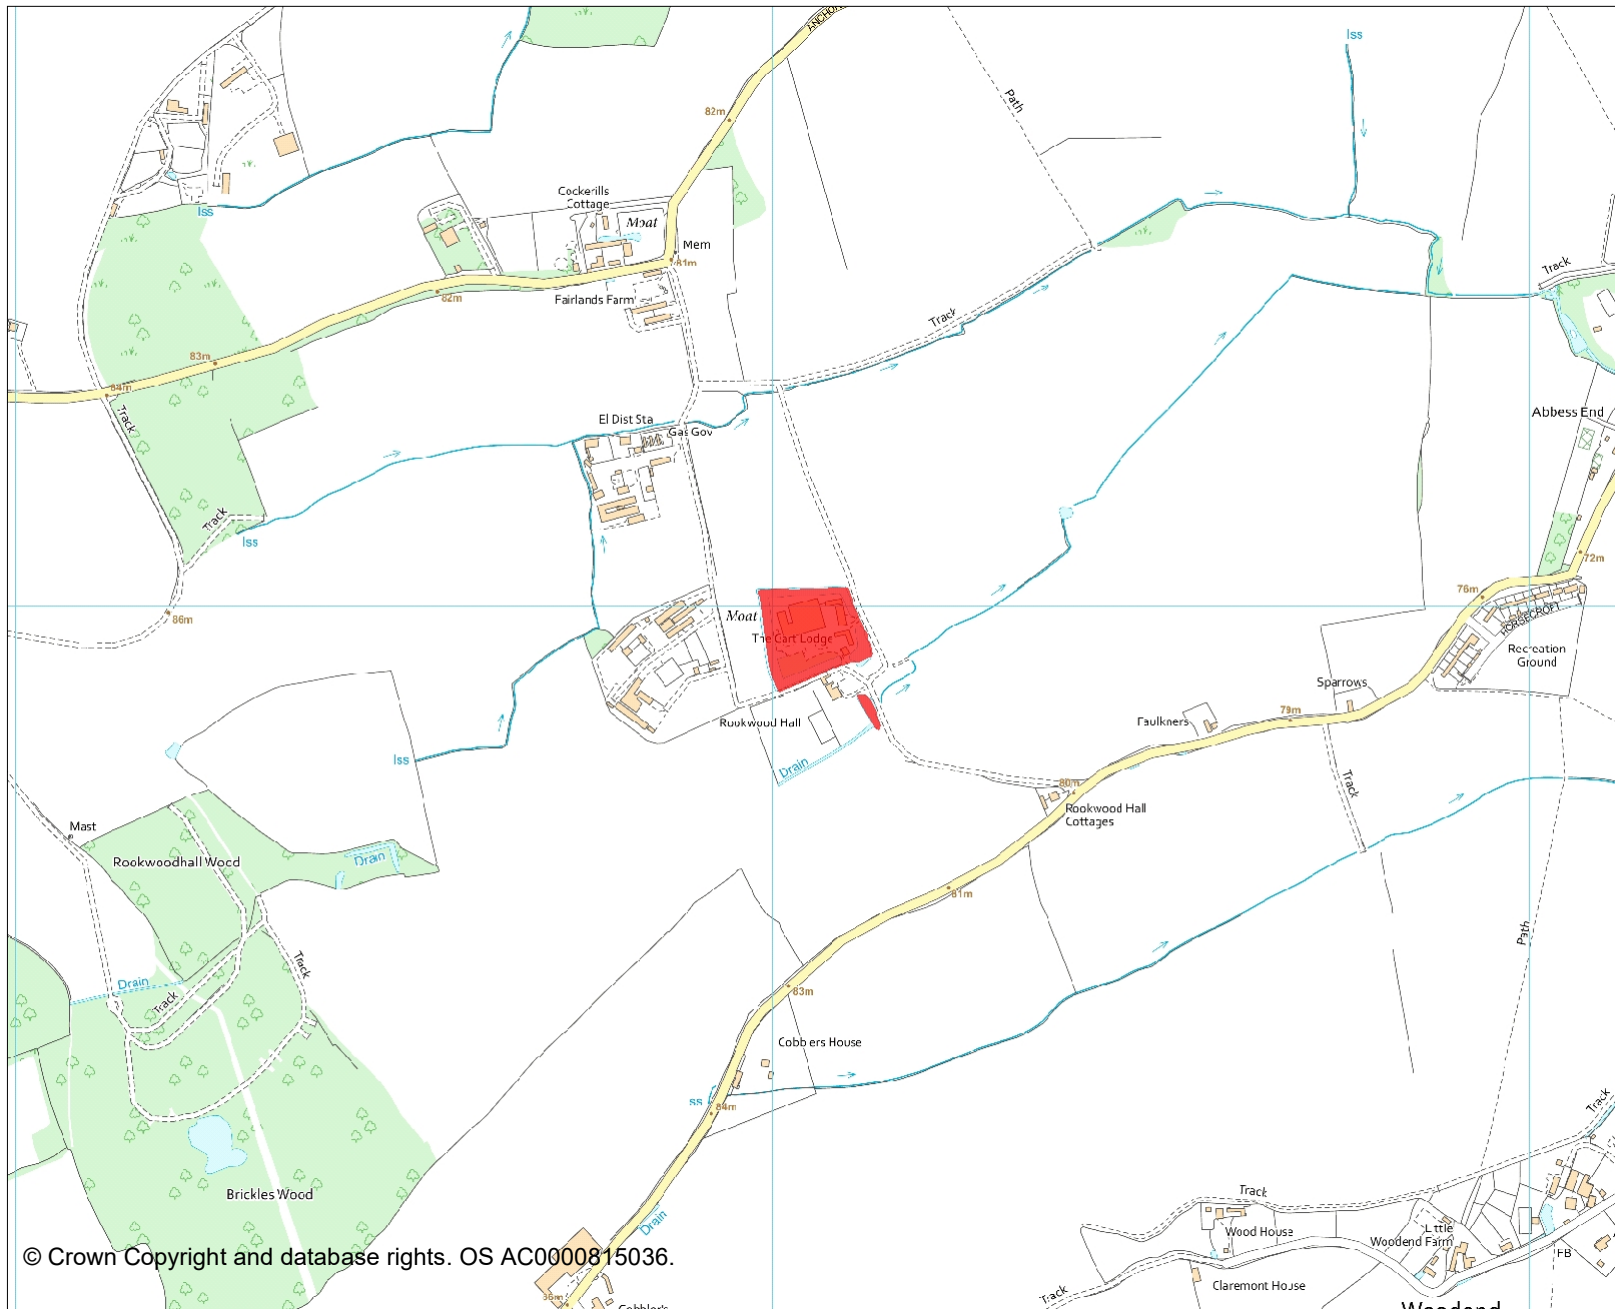 Iss
82m
Path
Cockerills
Cottage
Moat
Iss
Mem
81m
Track
82m
Fairlands Farm
Track
83m
84m
Track
Abbess End
El Dist Sta
Gas Gov
Track
Iss
72m
76m
HORSECROFT
86m
Moat
The Cart Lodge
Recreation
Ground
Sparrows
79m
Faulkners
Rookwood Hall
Iss
Drain
Track
80m
Rookwood Hall
Cottages
Mast
Rookwoodhall Wood
Drain
81m
Path
Track
Drain
Track
83m
Cobblers House
ss
84m
Track
Brickles Wood
Track
Drain
Wood House
Little
Woodend Farm
FB
© Crown Copyright and database rights. OS AC0000815036.
Claremont House
Track